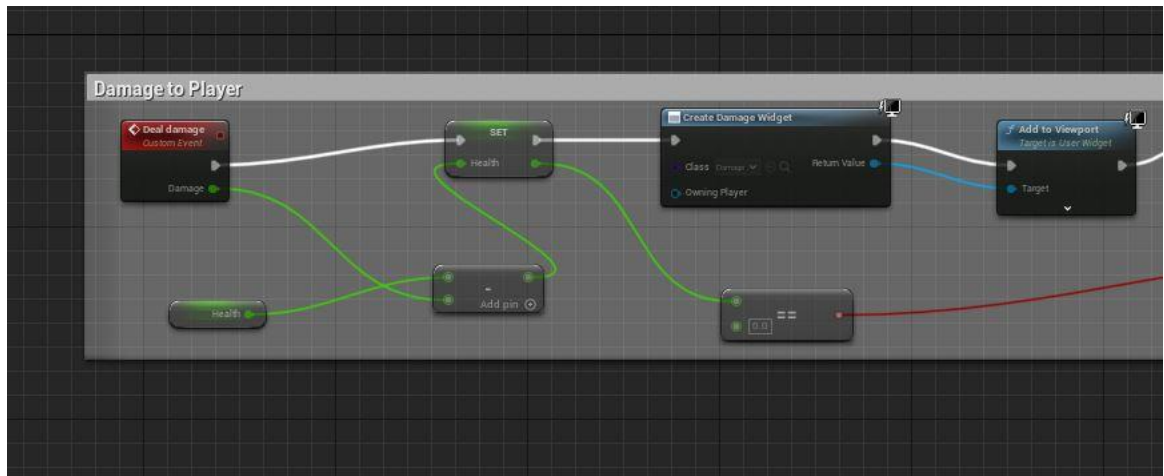 Damage to Player
Deal damage
Custom Event
Damage
SET
Health
Create Damage Widget
Class
Return Value
Owning Player
Add to Viewport
Target is User Widget
Target
Health
-
Add pin
==
0.0